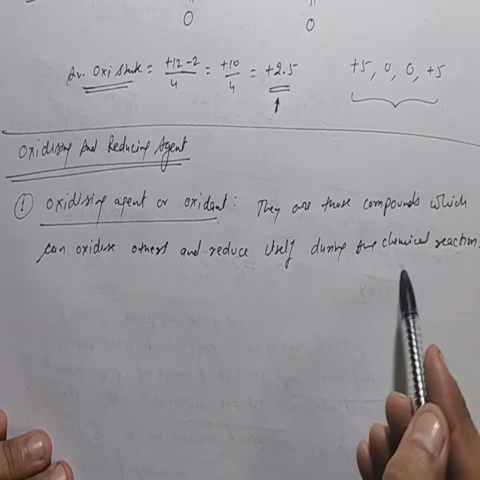 O O
Av. Oxi State = +12-2/4 = +10/4 = +2.5 +5, 0, 0, +5
Oxidising And Reducing Agent
① Oxidising agent or oxidant : They are those compounds which
can oxidise others and reduce itself during the chemical reaction.